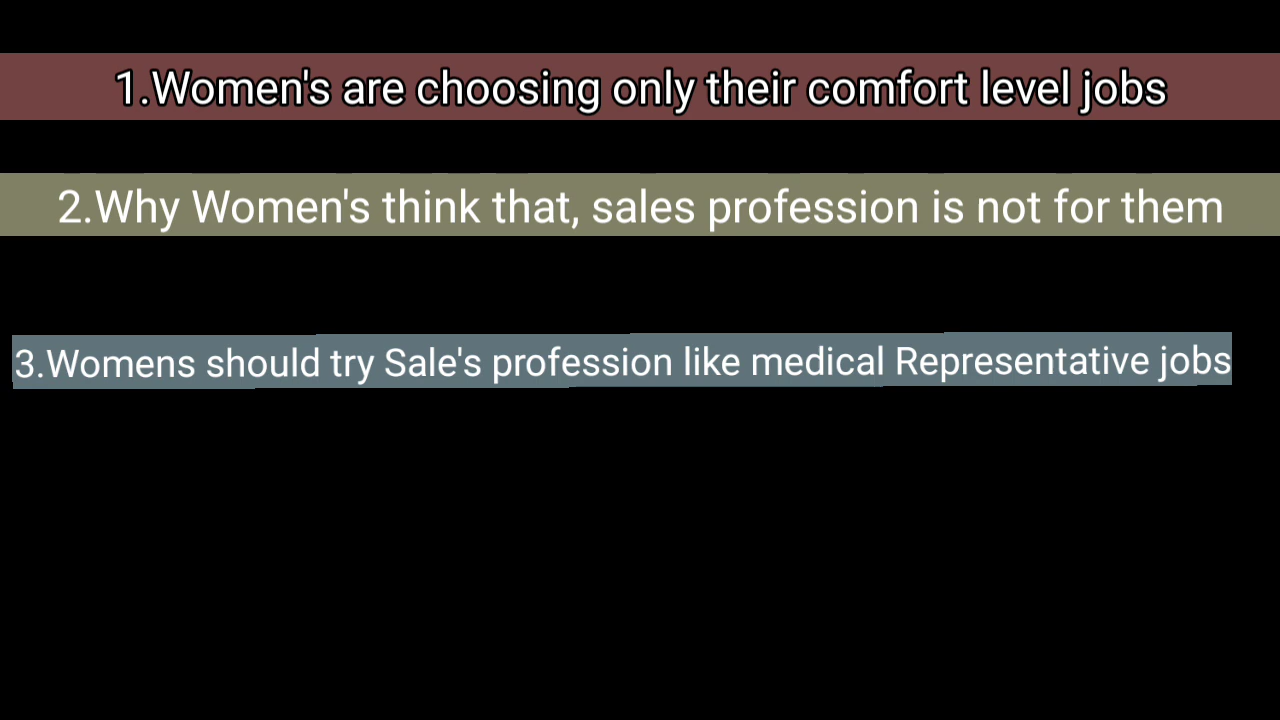 1.Women's are choosing only their comfort level jobs
2.Why Women's think that, sales profession is not for them
3.Womens should try Sale's profession like medical Representative jobs